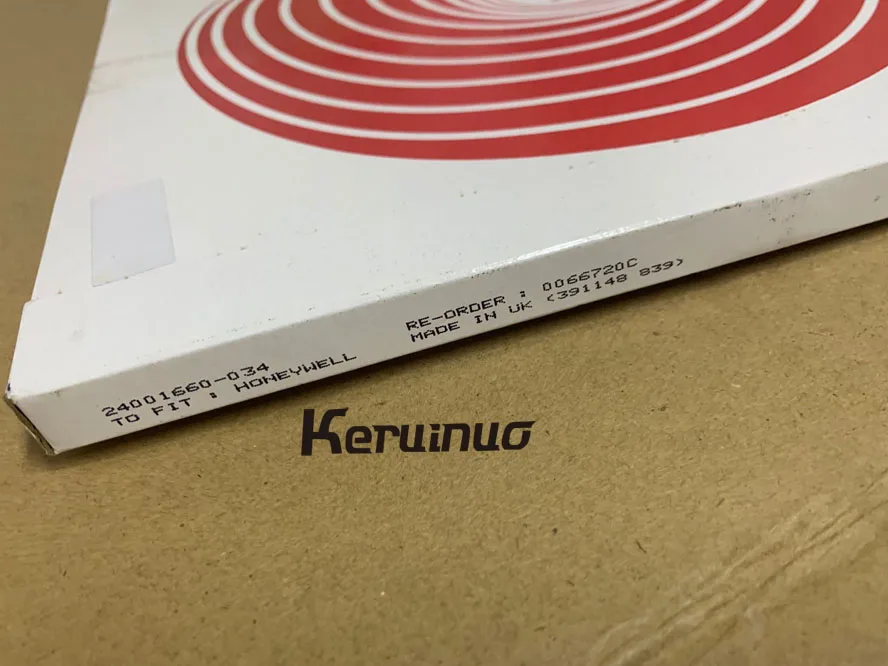 24001660-034
TO FIT : HONEYWELL
RE-ORDER : 0066720C
MADE IN UK (391148 839)
Keruinuo